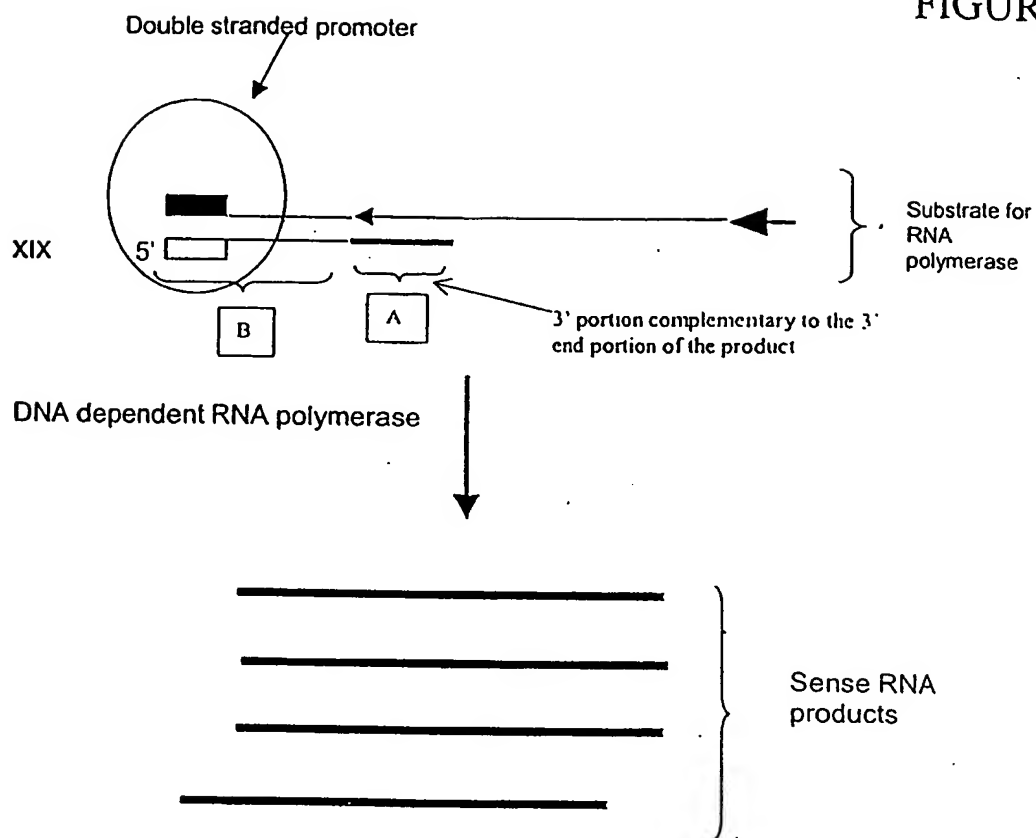 FIGUR
Double stranded promoter
XIX
5'
Substrate for
RNA
polymerase
B
A
3' portion complementary to the 3'
end portion of the product
DNA dependent RNA polymerase
Sense RNA
products